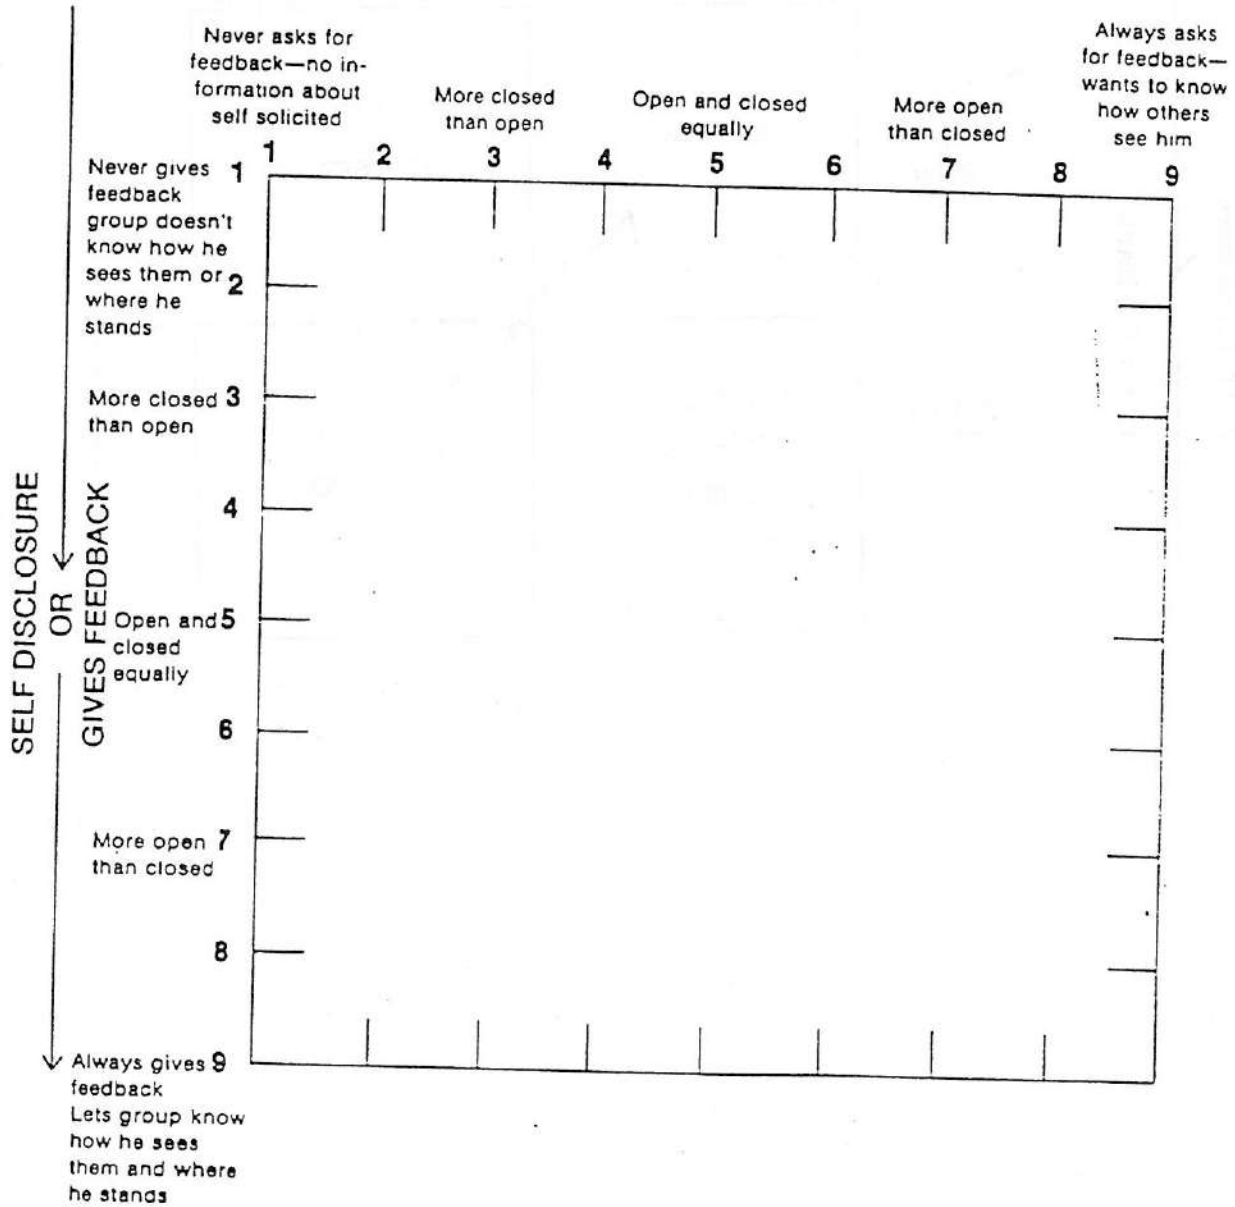 Never asks for
feedback—no in-
formation about
self solicited
More closed
than open
Open and closed
equally
More open
than closed
Always asks
for feedback—
wants to know
how others
see him
1 2 3 4 5 6 7 8 9
Never gives 1
feedback
group doesn't
know how he
sees them or
2
where he
stands
More closed 3
than open
4
SELF DISCLOSURE
OR
GIVES FEEDBACK
Open and 5
closed
equally
6
More open 7
than closed
8
Always gives 9
feedback
Lets group know
how he sees
them and where
he stands